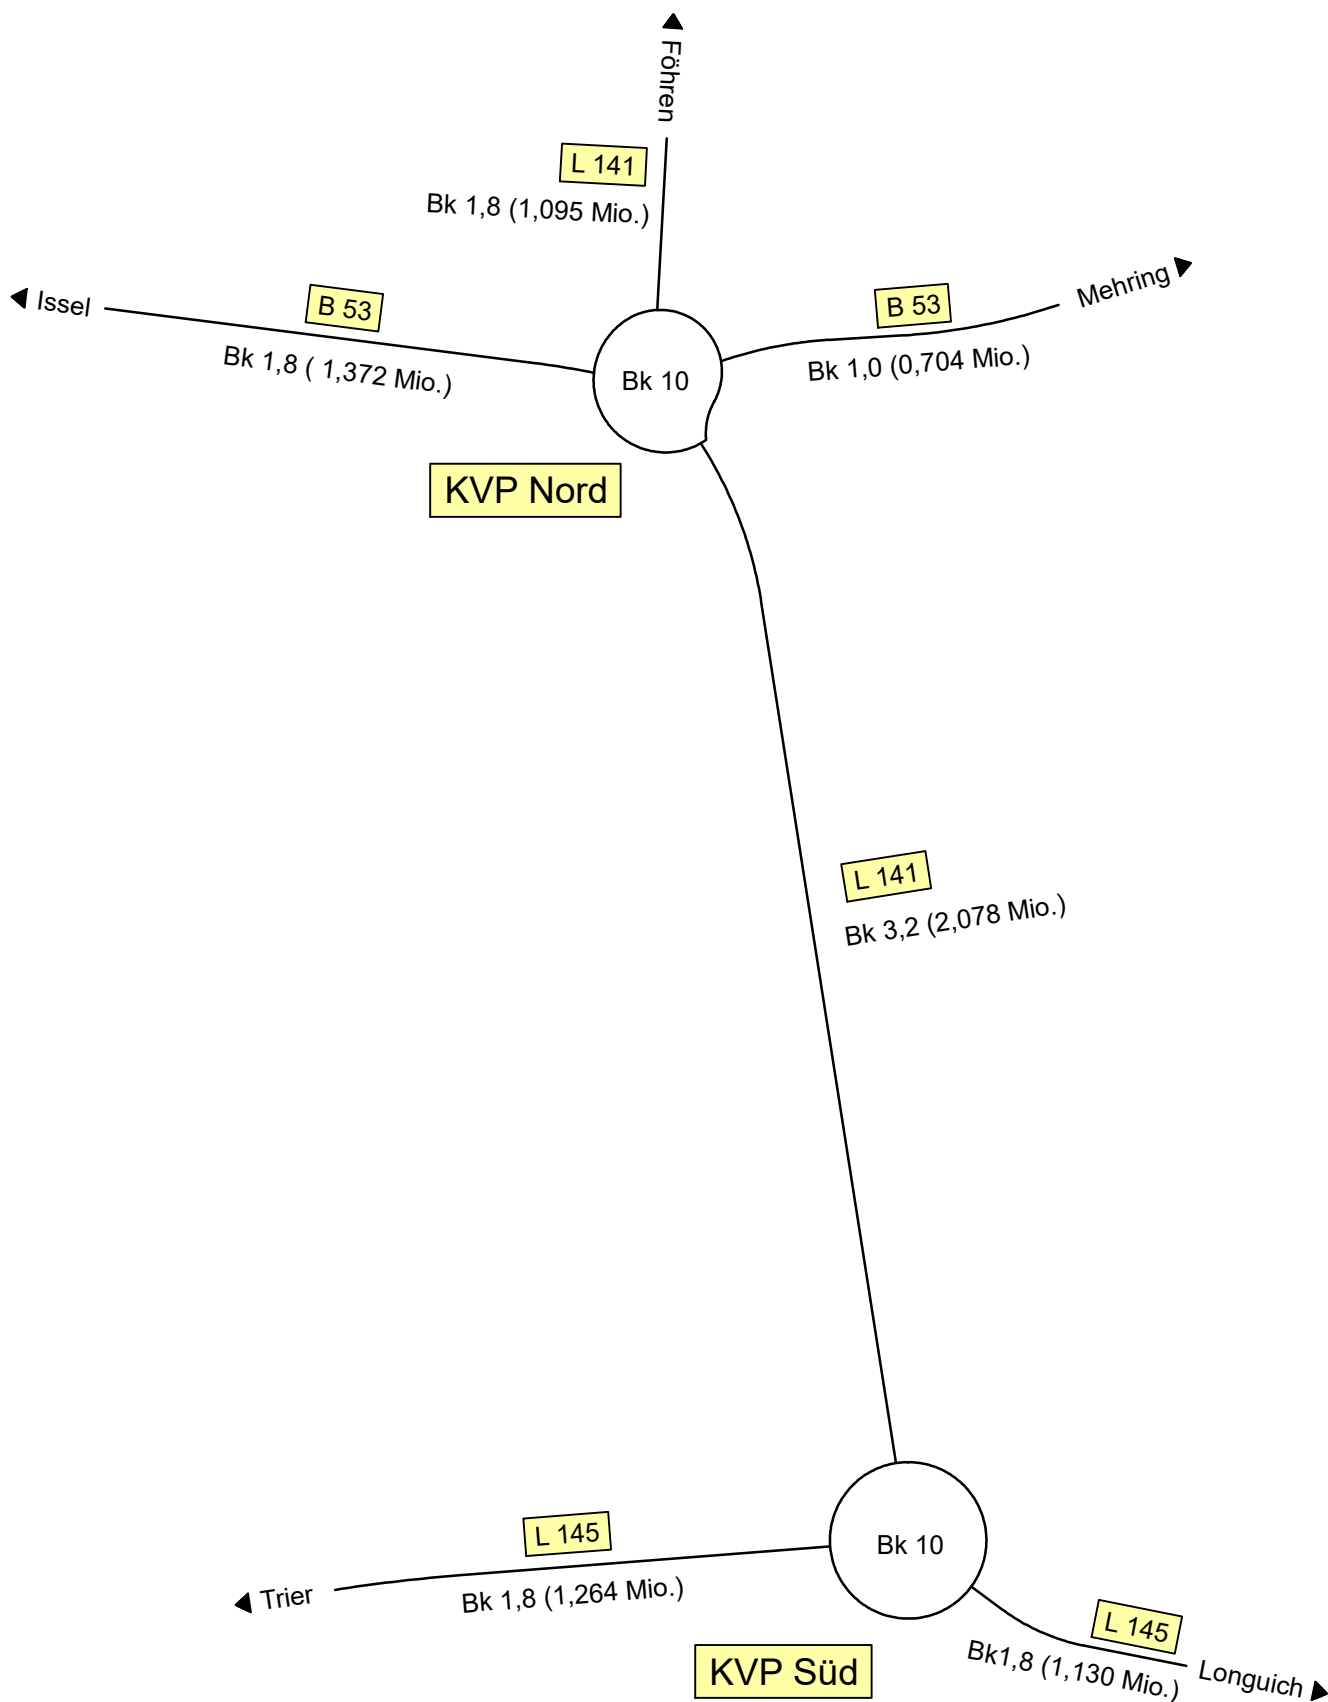 Föhren
L 141
Bk 1,8 (1,095 Mio.)
Issel
B 53
Bk 1,8 ( 1,372 Mio.)
Bk 10
B 53
Mehring
Bk 1,0 (0,704 Mio.)
KVP Nord
L 141
Bk 3,2 (2,078 Mio.)
L 145
Trier
Bk 1,8 (1,264 Mio.)
Bk 10
L 145
Bk1,8 (1,130 Mio.)
Longuich
KVP Süd